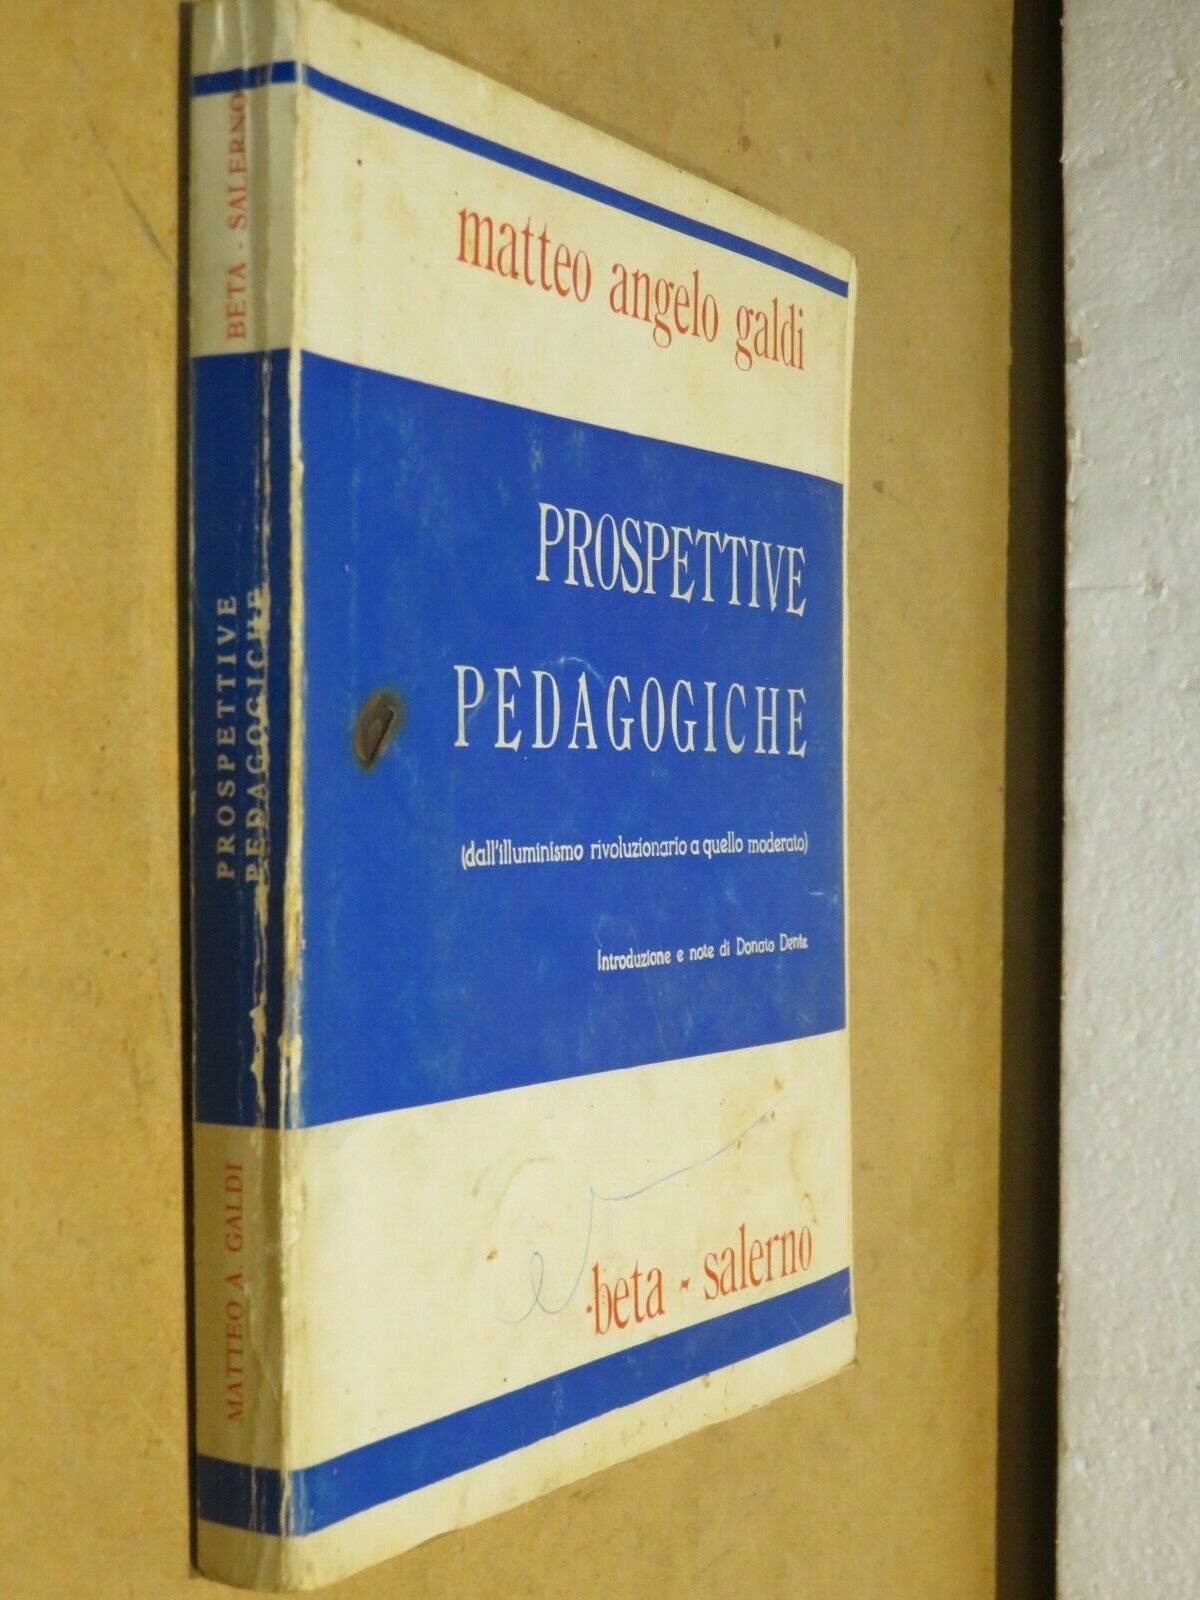 matteo angelo galdi
PROSPETTIVE
PEDAGOGICHE
(dall'illuminismo rivoluzionario a quello moderato)
Introduzione e note di Donato Dente
beta - salerno
MATTEO A. GALDI
PROSPETTIVE
PEDAGOGICHE
BETA - SALERNO